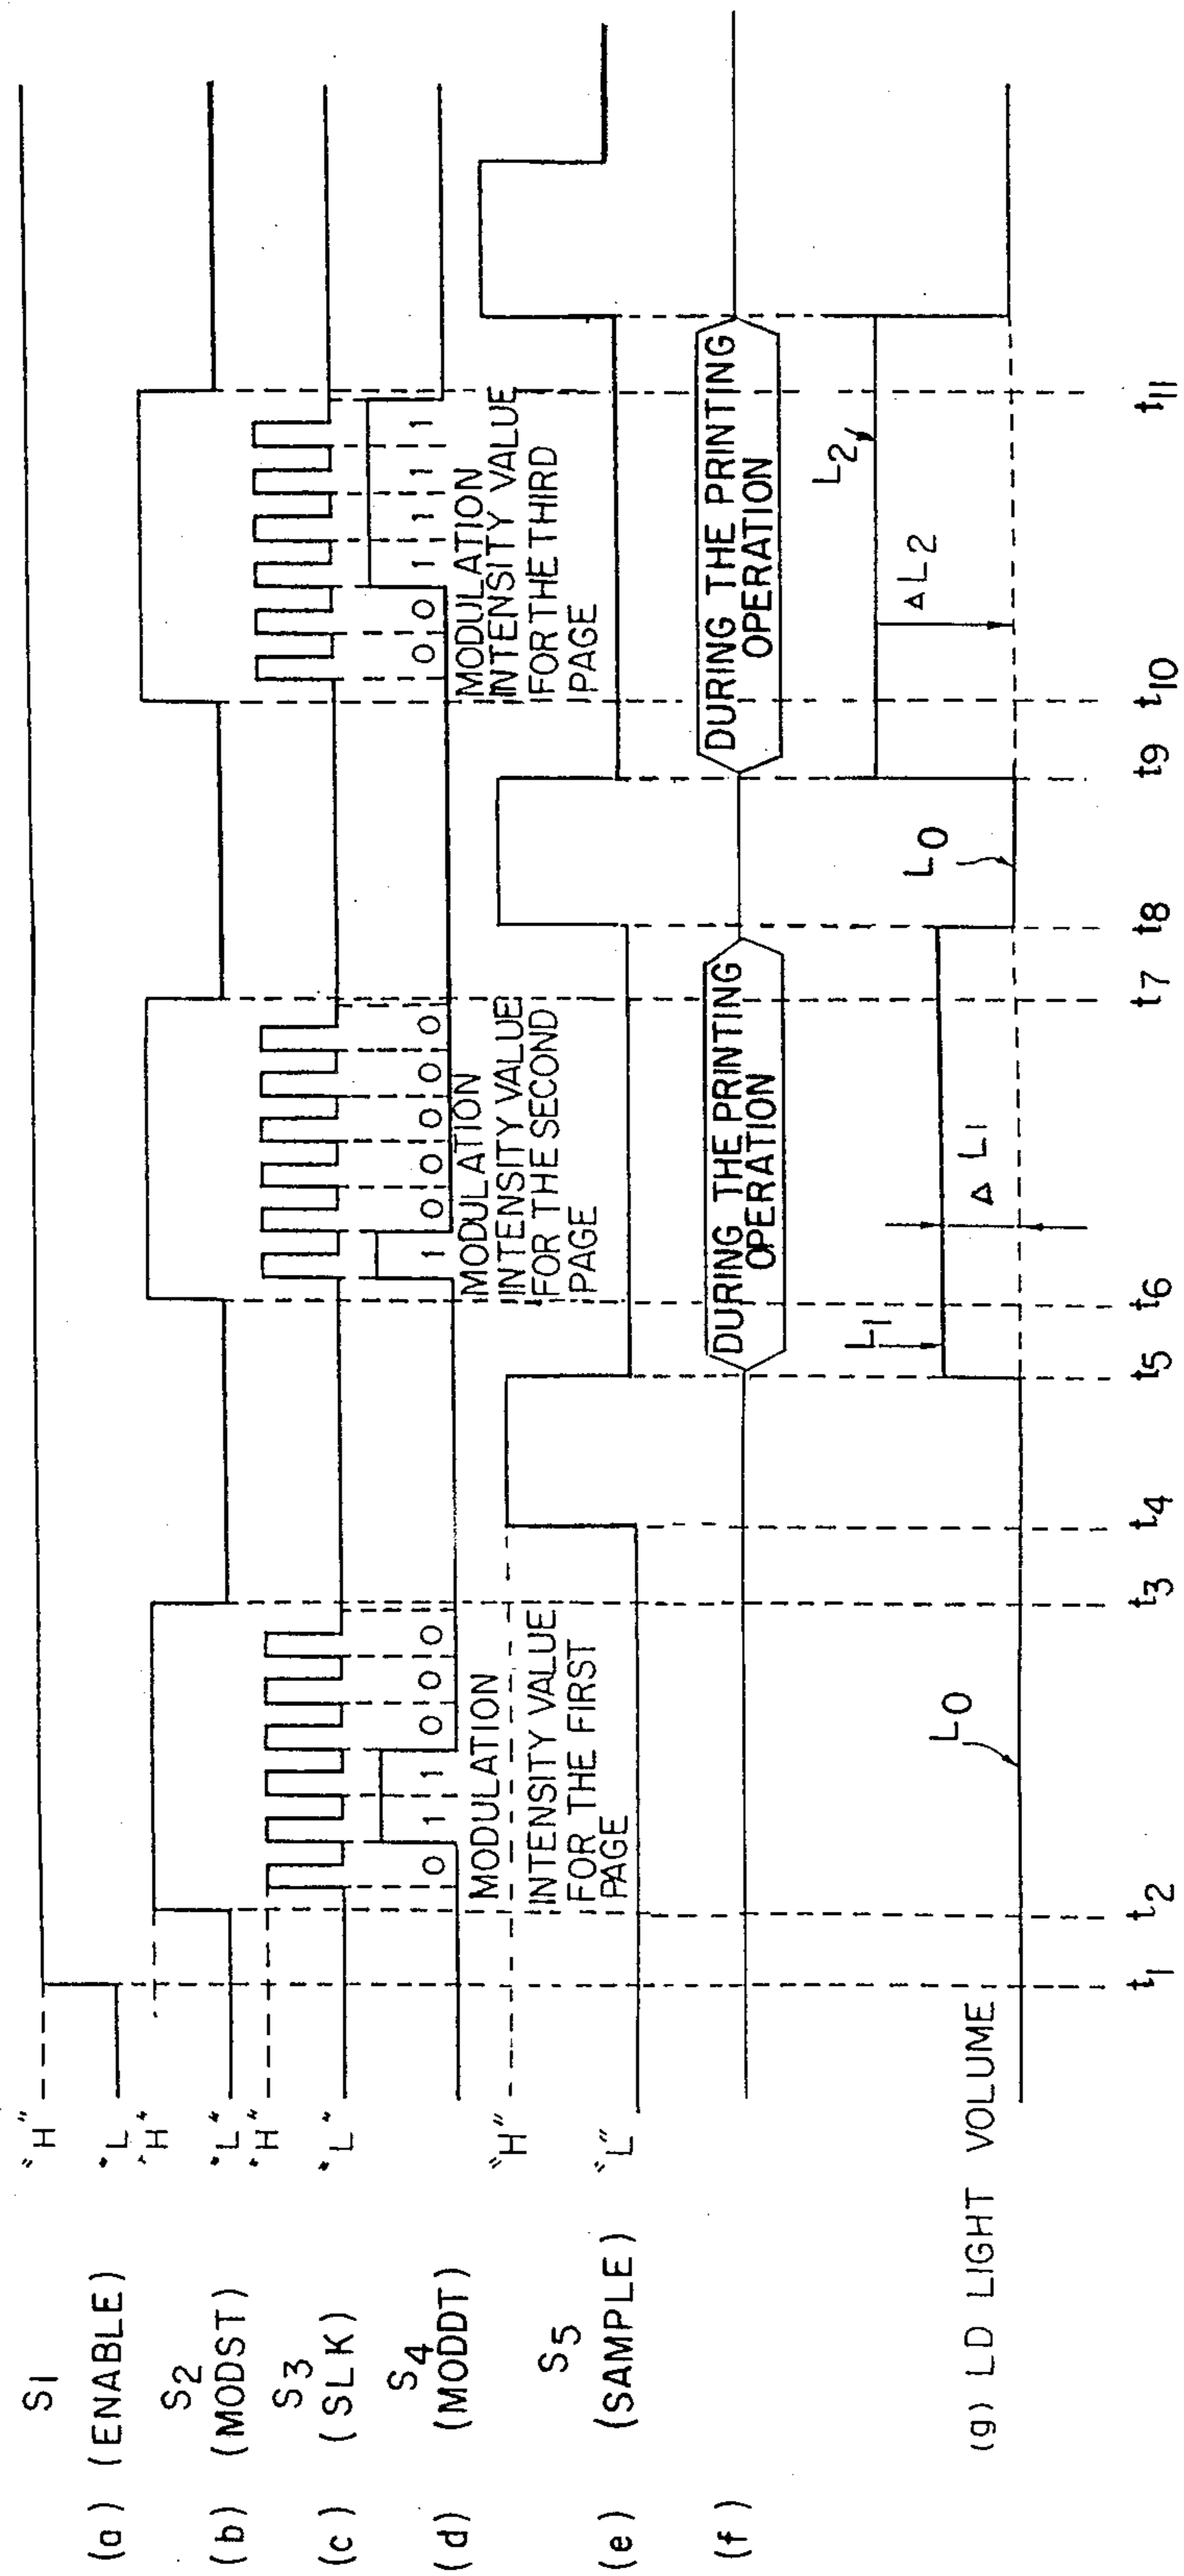 S1
(a) (ENABLE)
"H"
"L"
S2
(b) (MODST)
"H"
"L"
S3
(c) (SLK)
"H"
"L"
S4
(d) (MODDT)
0 1 1 0 0 0
MODULATION
INTENSITY VALUE
FOR THE FIRST
PAGE
1 0 0 0 0 0
MODULATION
INTENSITY VALUE
FOR THE SECOND
PAGE
0 0 1 1 1 1
MODULATION
INTENSITY VALUE
FOR THE THIRD
PAGE
S5
(e) (SAMPLE)
"H"
"L"
(f)
DURING THE PRINTING
OPERATION
DURING THE PRINTING
OPERATION
(g) LD LIGHT VOLUME
L0
L1
Δ L1
L0
Δ L2
L2
t1 t2 t3 t4 t5 t6 t7 t8 t9 t10 t11